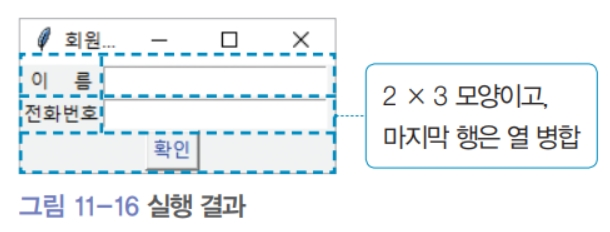 회원...
이 름
전화번호
확인
2 × 3 모양이고,
마지막 행은 열 병합
그림 11-16 실행 결과